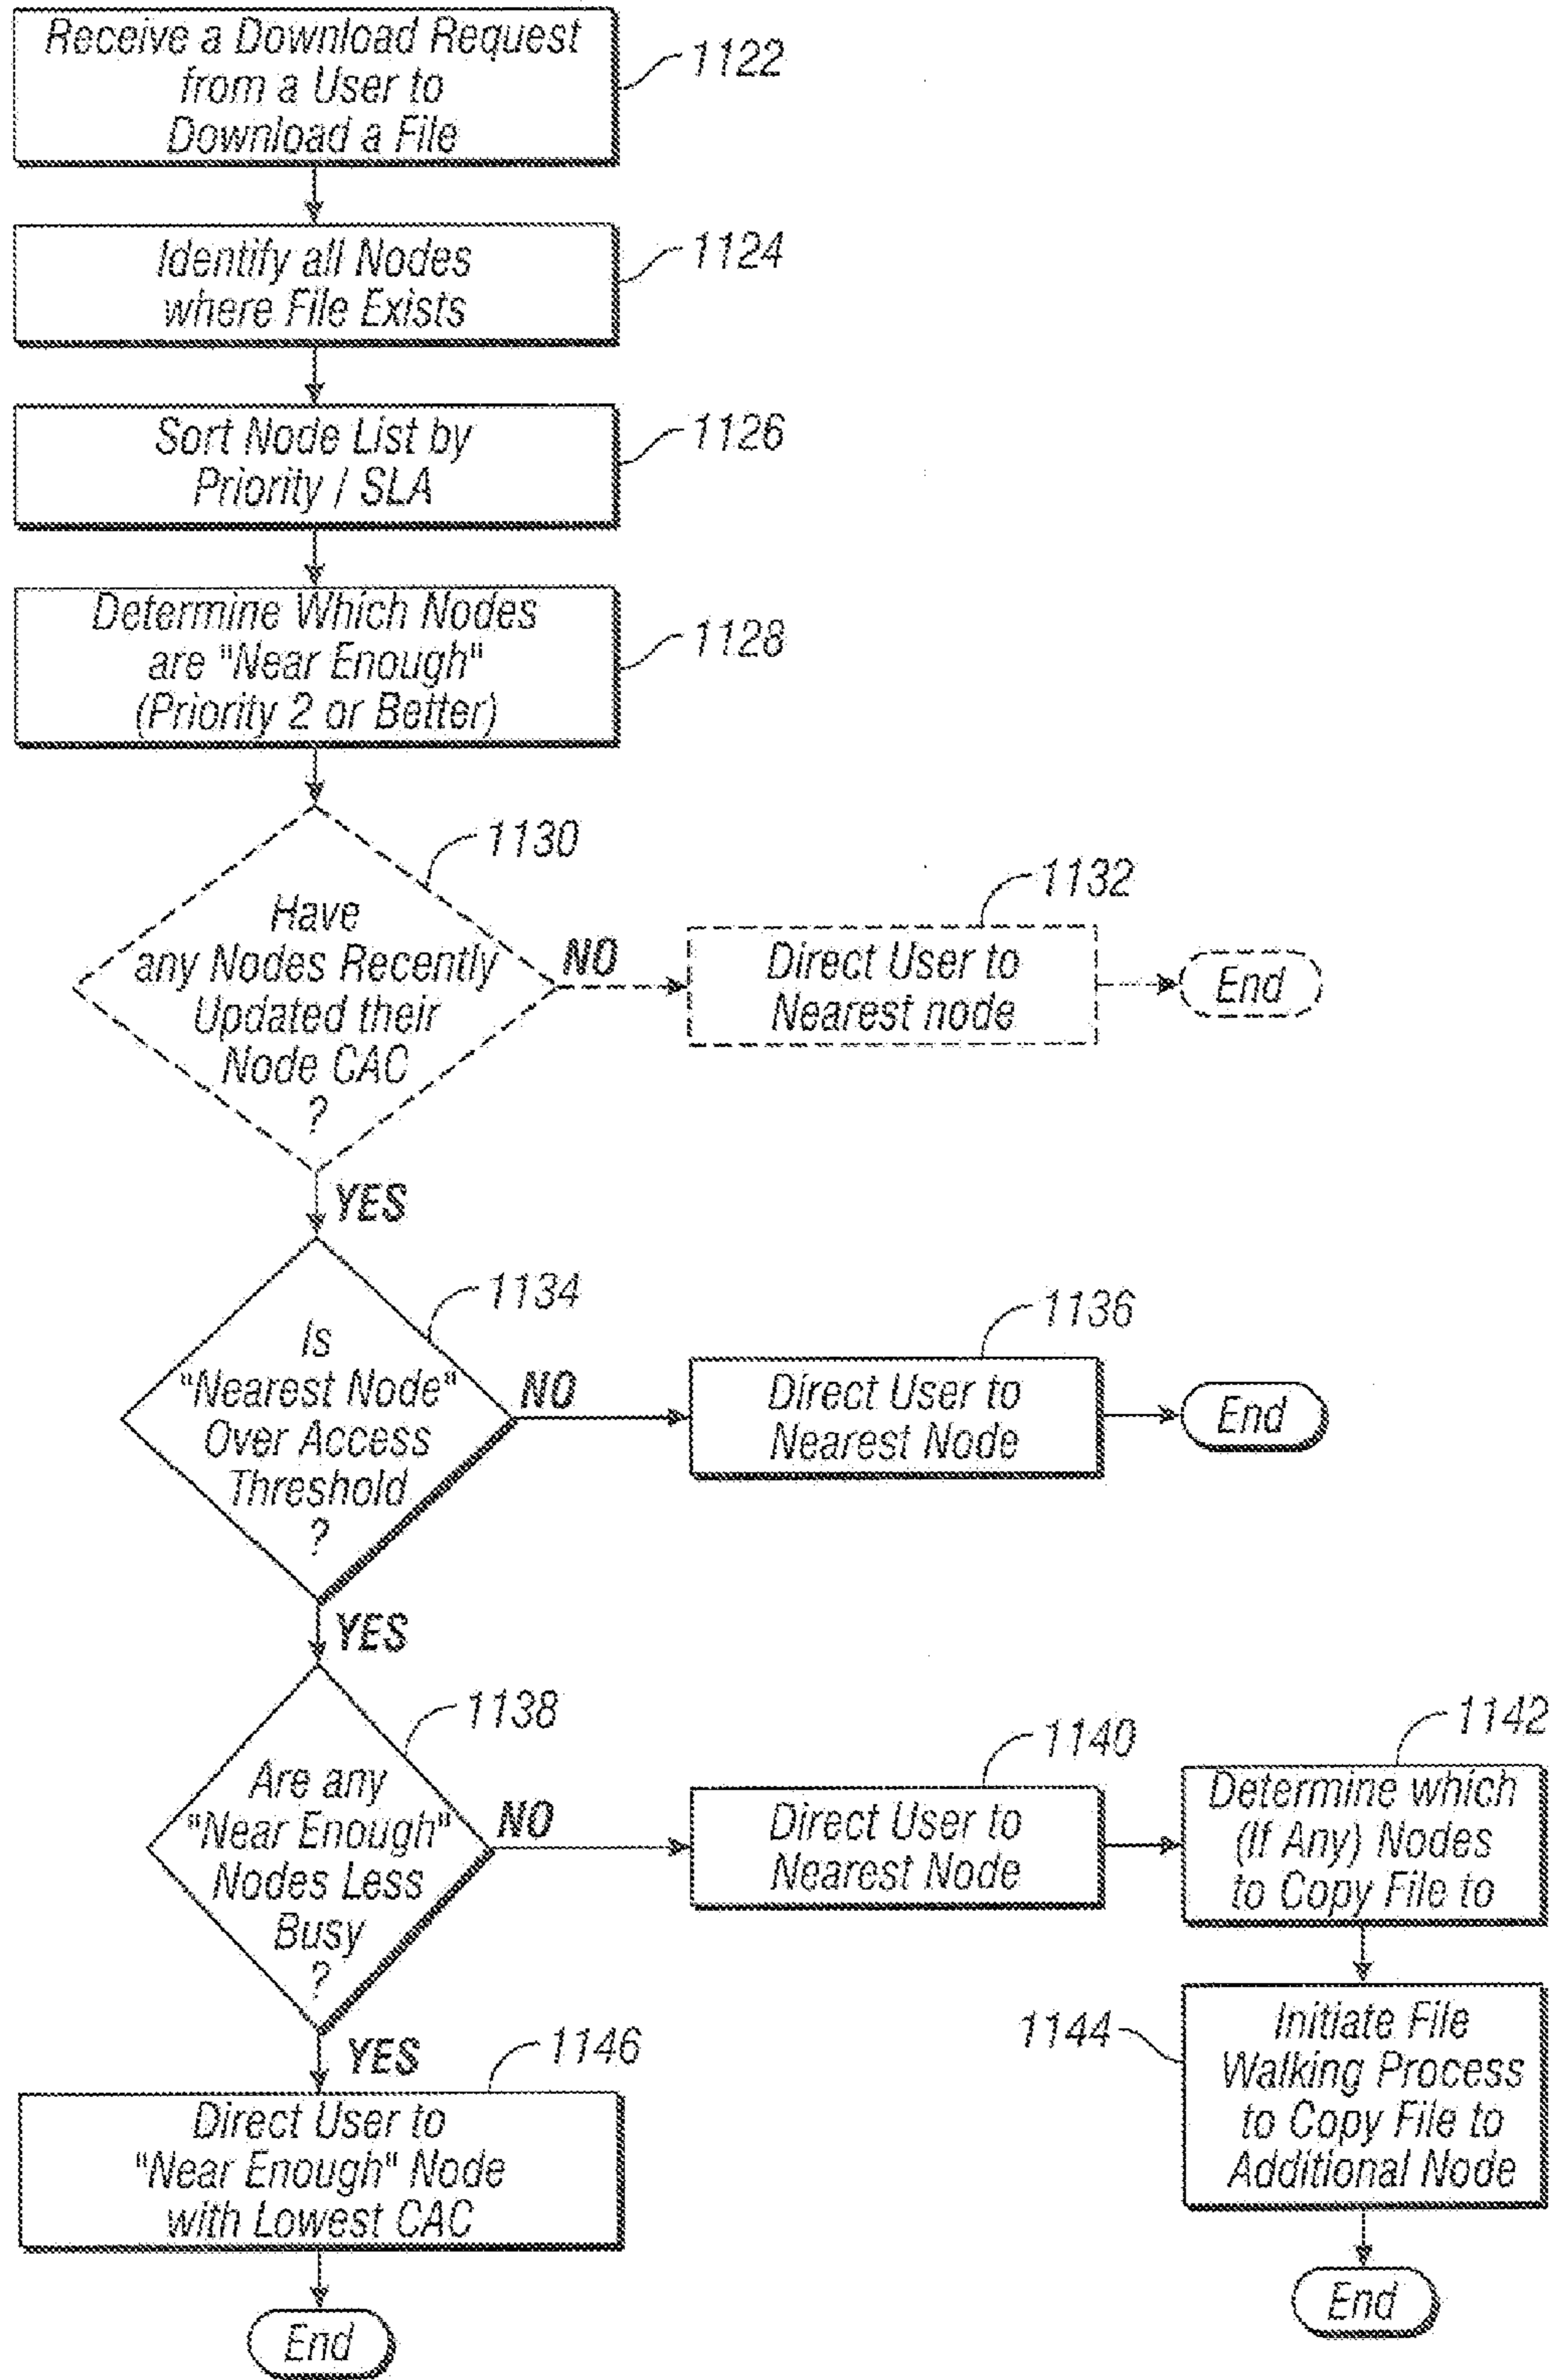 Receive a Download Request
from a User to
Download a File
1122
Identify all Nodes
where File Exists
1124
Sort Node List by
Priority / SLA
1126
Determine Which Nodes
are "Near Enough"
(Priority 2 or Better)
1128
1130
Have
any Nodes Recently
Updated their
Node CAC
?
NO
1132
Direct User to
Nearest node
End
YES
1134
Is
"Nearest Node"
Over Access
Threshold
?
NO
1136
Direct User to
Nearest Node
End
YES
1138
Are any
"Near Enough"
Nodes Less
Busy
?
NO
1140
Direct User to
Nearest Node
1142
Determine which
(If Any) Nodes
to Copy File to
1144
Initiate File
Walking Process
to Copy File to
Additional Node
End
YES
1146
Direct User to
"Near Enough" Node
with Lowest CAC
End